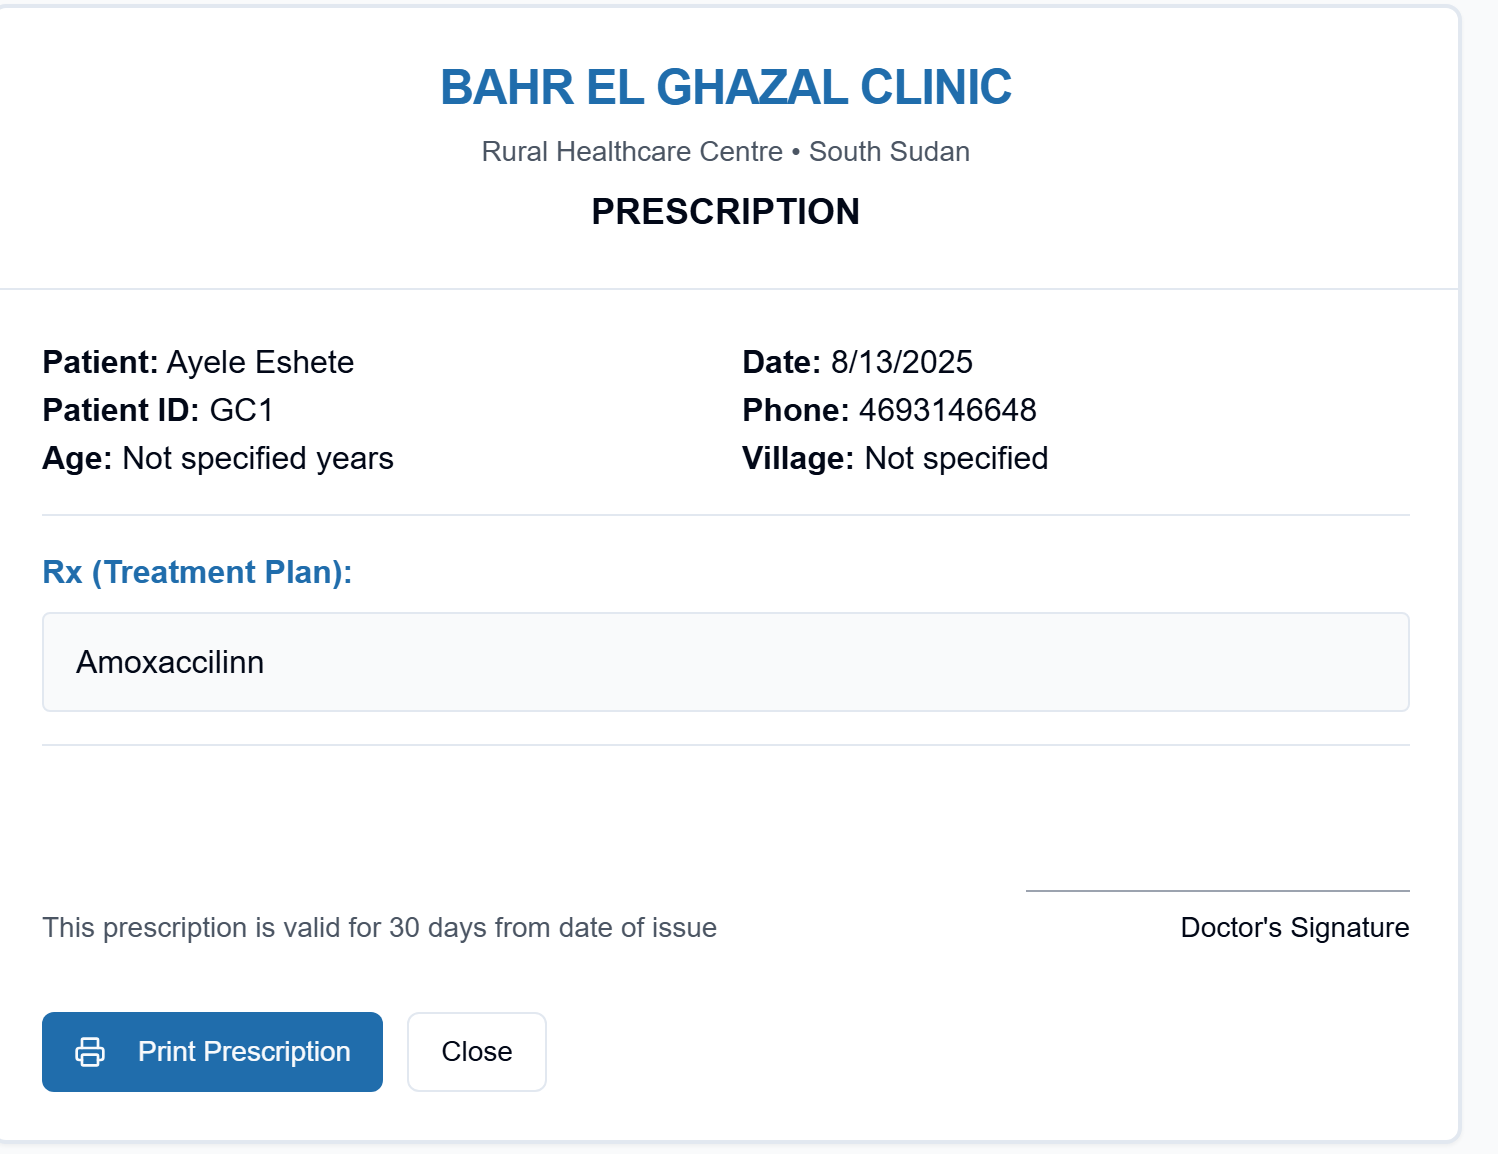 BAHR EL GHAZAL CLINIC
Rural Healthcare Centre • South Sudan
PRESCRIPTION
Patient: Ayele Eshete
Date: 8/13/2025
Patient ID: GC1
Phone: 4693146648
Age: Not specified years
Village: Not specified
Rx (Treatment Plan):
Amoxaccilinn
This prescription is valid for 30 days from date of issue
Doctor's Signature
Print Prescription
Close